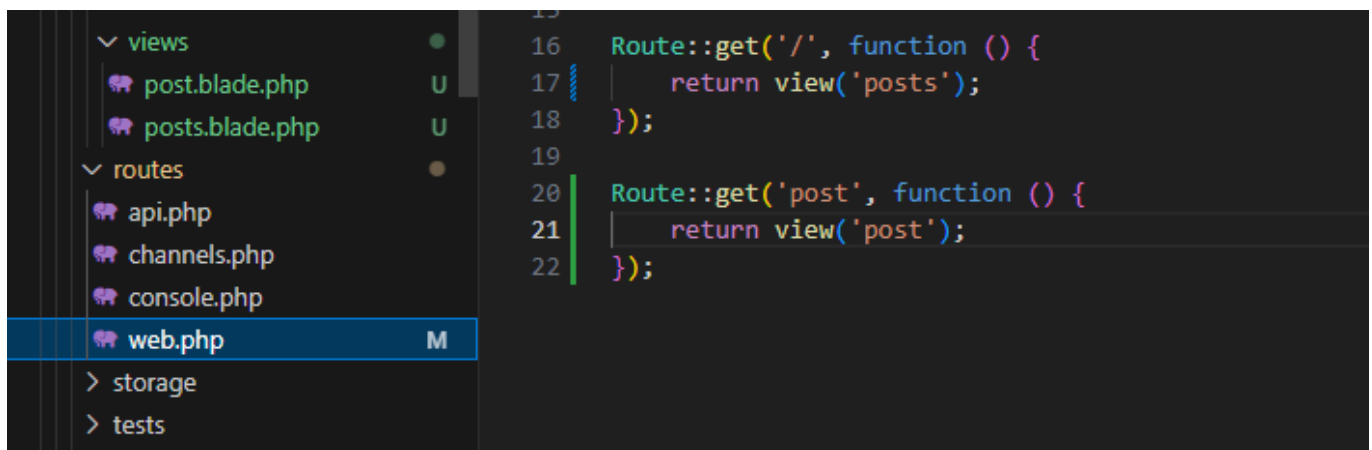 views
post.blade.php U
posts.blade.php U
routes
api.php
channels.php
console.php
web.php M
storage
tests
15
16 Route::get('/', function () {
17 return view('posts');
18 });
19
20 Route::get('post', function () {
21 return view('post');
22 });